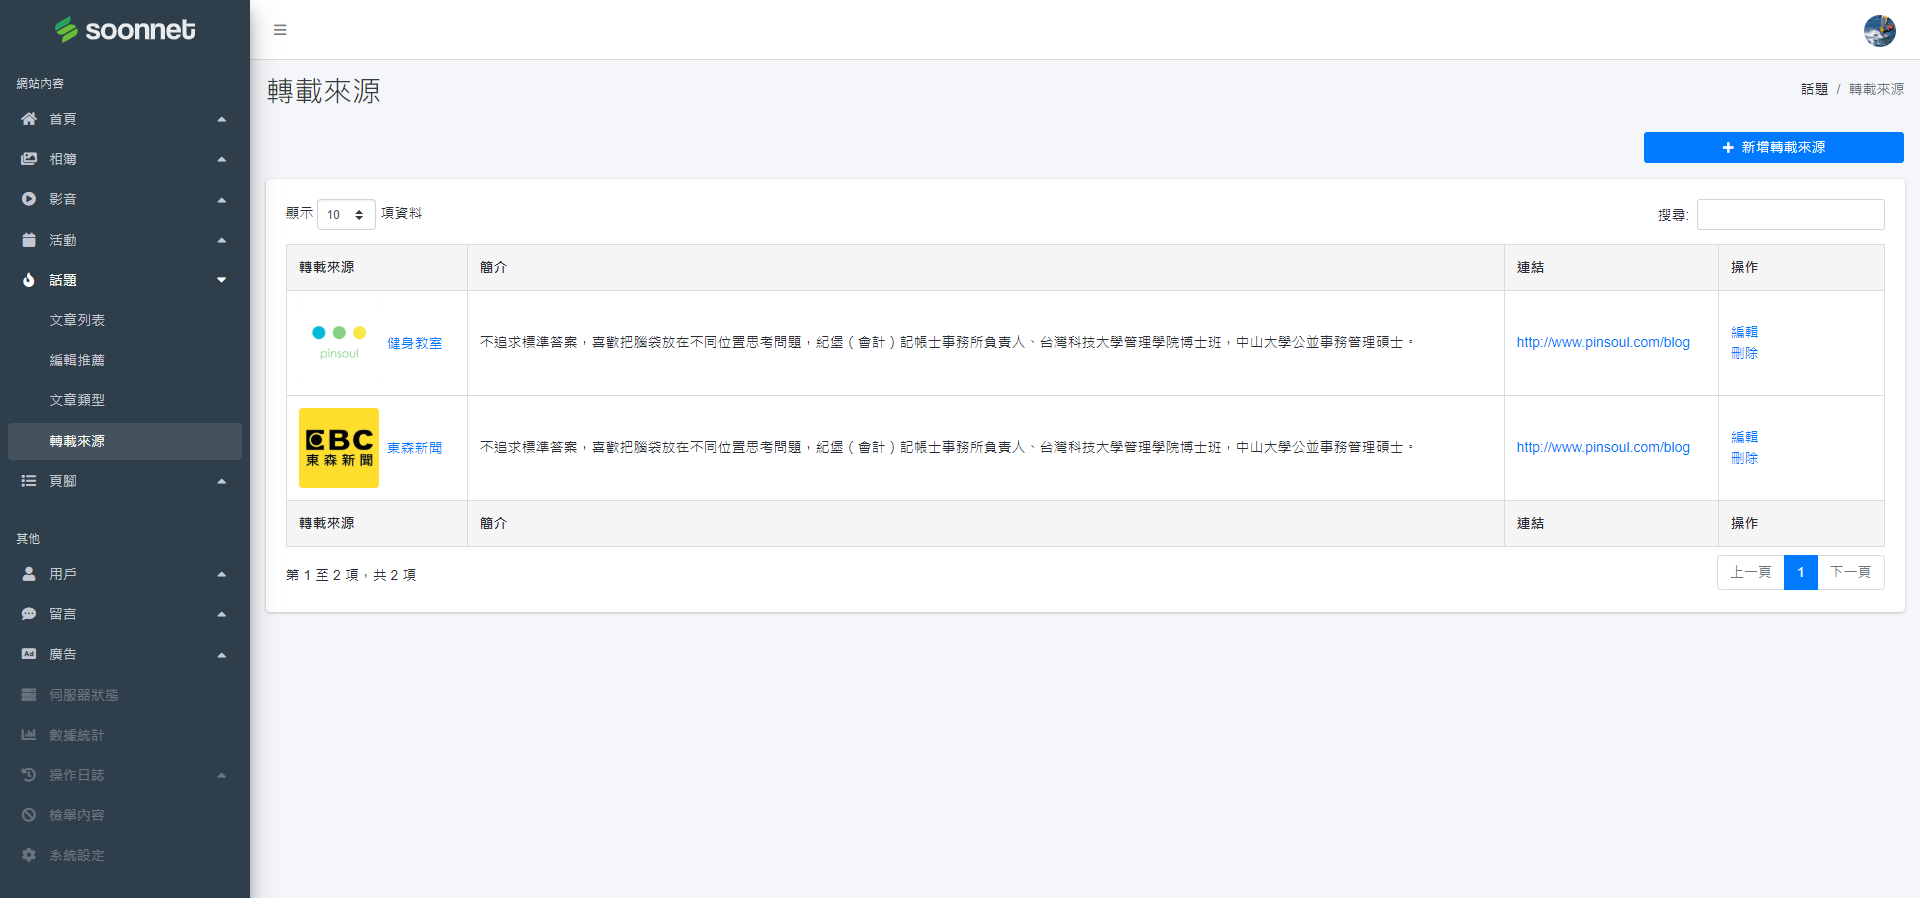 soonnet
網站內容
首頁
相簿
影音
活動
話題
文章列表
編輯推薦
文章類型
轉載來源
頁腳
其他
用戶
留言
Ad 廣告
伺服器狀態
數據統計
操作日誌
檢舉內容
系統設定
轉載來源
話題 / 轉載來源
新增轉載來源
顯示 10 項資料
搜尋:
轉載來源 簡介 連結 操作
pinsoul 健身教室 不追求標準答案，喜歡把腦袋放在不同位置思考問題，紀堡（會計）記帳士事務所負責人、台灣科技大學管理學院博士班，中山大學公並事務管理碩士。 http://www.pinsoul.com/blog 編輯
刪除
EBC
東森新聞 東森新聞 不追求標準答案，喜歡把腦袋放在不同位置思考問題，紀堡（會計）記帳士事務所負責人、台灣科技大學管理學院博士班，中山大學公並事務管理碩士。 http://www.pinsoul.com/blog 編輯
刪除
轉載來源 簡介 連結 操作
第 1 至 2 項，共 2 項
上一頁 1 下一頁